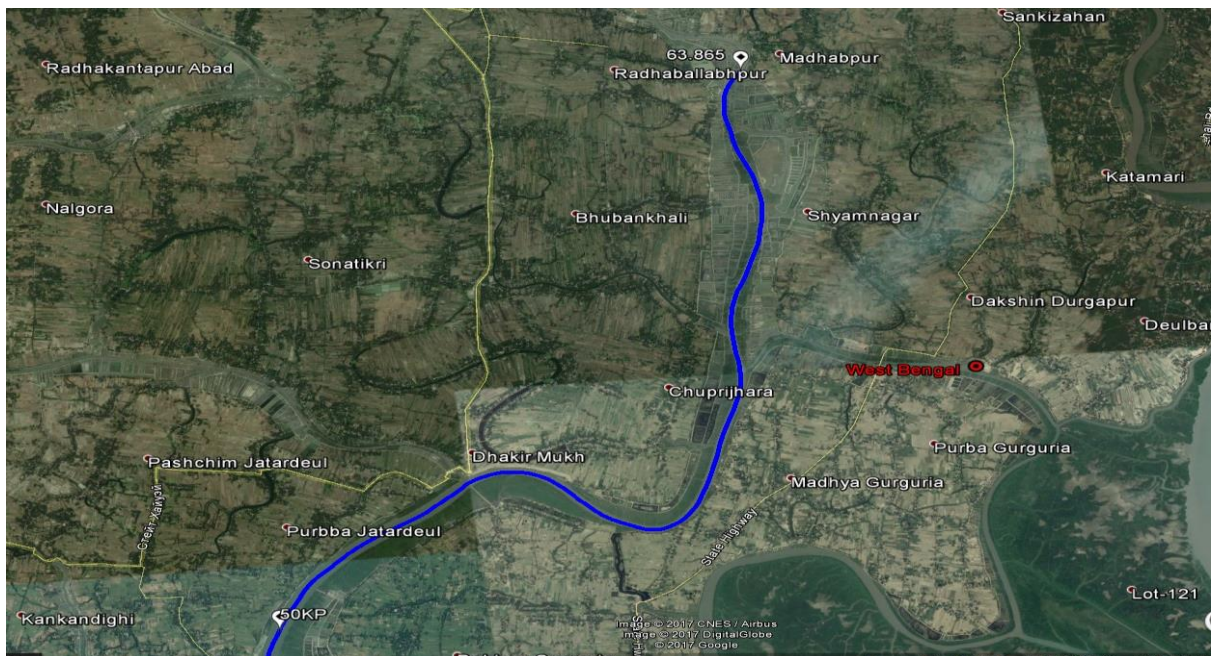 Sankizahan
63.865
Madhabpur
Radhakantapur Abad
Radhaballabhpur
Katamari
Nalgora
Bhubankhali
Shyamnagar
Sonatikri
Dakshin Durgapur
Deulbar
West Bengal
Chuprijhara
Purba Gurguria
Dhakir Mukh
Pashchim Jatardeul
Madhya Gurguria
Стейт Хайуэй
Purbba Jatardeul
State Highway
Lot-121
50KP
Kankandighi
Image © 2017 CNES / Airbus
Image © 2017 DigitalGlobe
© 2017 Google